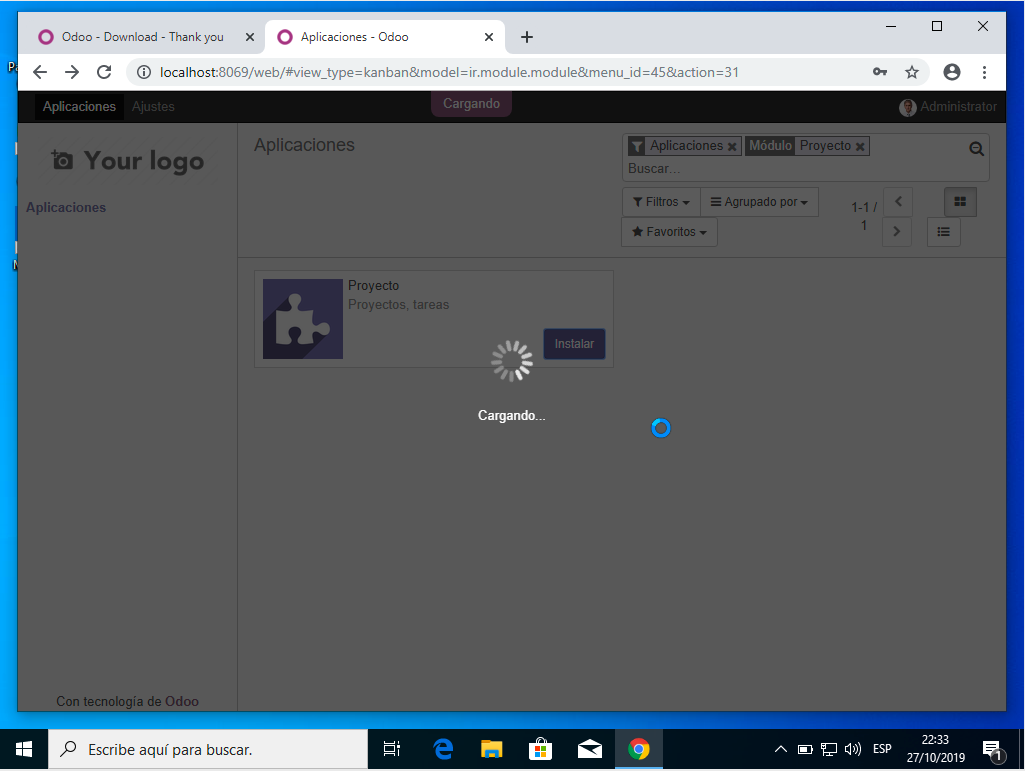 Odoo - Download - Thank you
Aplicaciones - Odoo
localhost:8069/web/#view_type=kanban&model=ir.module.module&menu_id=45&action=31
Aplicaciones Ajustes
Cargando
Administrator
Your logo
Aplicaciones
Aplicaciones
Aplicaciones Módulo Proyecto
Buscar...
Filtros Agrupado por
Favoritos
1-1 /
1
Proyecto
Proyectos, tareas
Instalar
Cargando...
Con tecnología de Odoo
Escribe aquí para buscar.
ESP
22:33
27/10/2019
1